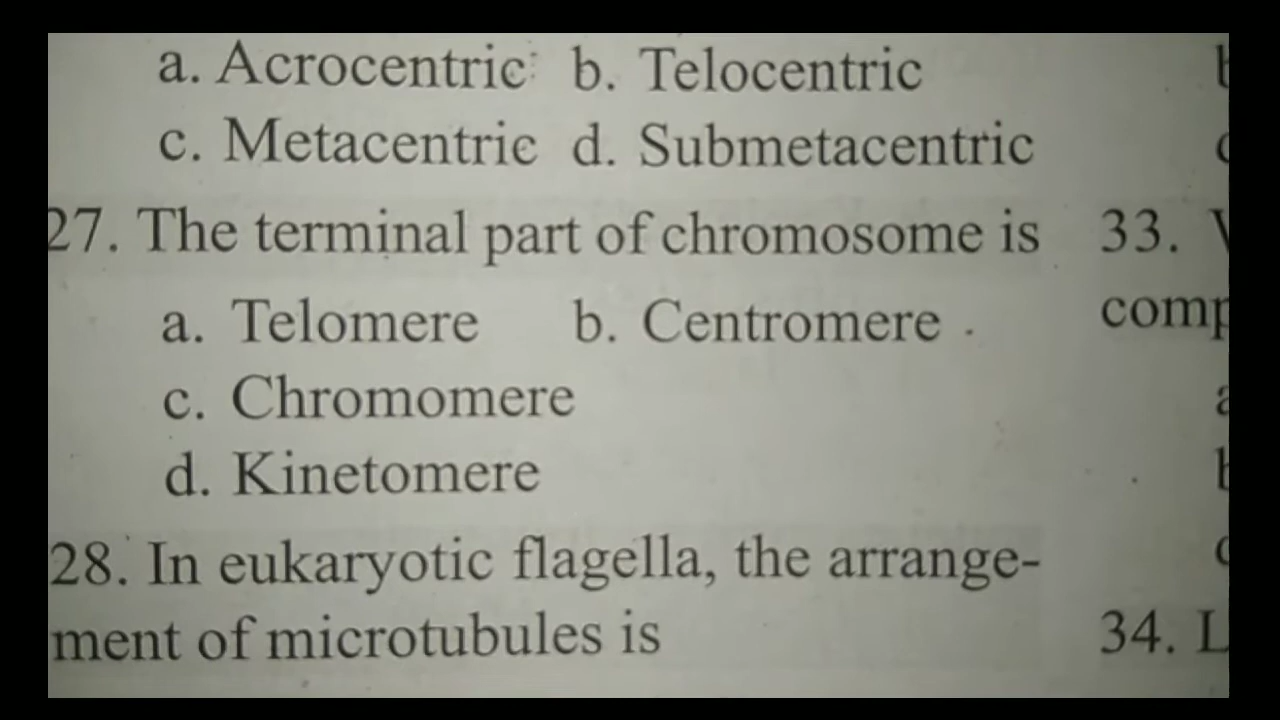 a. Acrocentric b. Telocentric
c. Metacentric d. Submetacentric
27. The terminal part of chromosome is
a. Telomere b. Centromere
c. Chromomere
d. Kinetomere
28. In eukaryotic flagella, the arrange-
ment of microtubules is
33.
34.